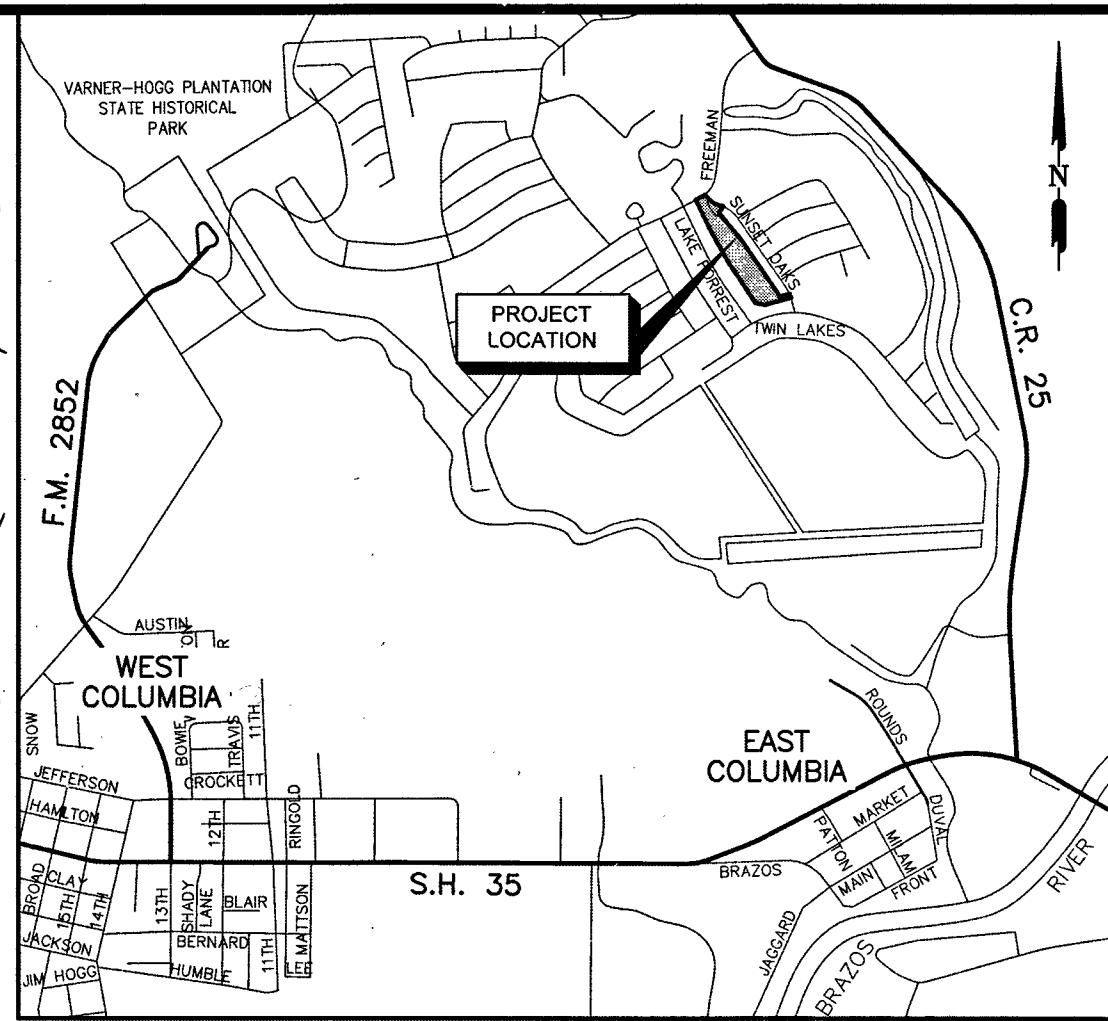 VARNER-HOGG PLANTATION
STATE HISTORICAL
PARK
FREEMAN
N
SUNSET OAKS
LAKE FORREST
PROJECT
LOCATION
TWIN LAKES
C.R. 25
F.M. 2852
AUSTIN
ON
R
WEST
COLUMBIA
SNOW
BOWIE
TRAVIS
11TH
ROUNDS
EAST
COLUMBIA
JEFFERSON
CROCKETT
HAMLTON
12TH
RINGOLD
MARKET
DUVAL
PATTON
MILAM
S.H. 35
BRAZOS
MAIN
FRONT
RIVER
BROAD
CLAY
15TH
14TH
13TH
SHADY
LANE
BLAIR
MATTSON
JACKSON
BERNARD
11TH
LEE
JAGGARD
BRAZOS
JIM HOGG
HUMBLE